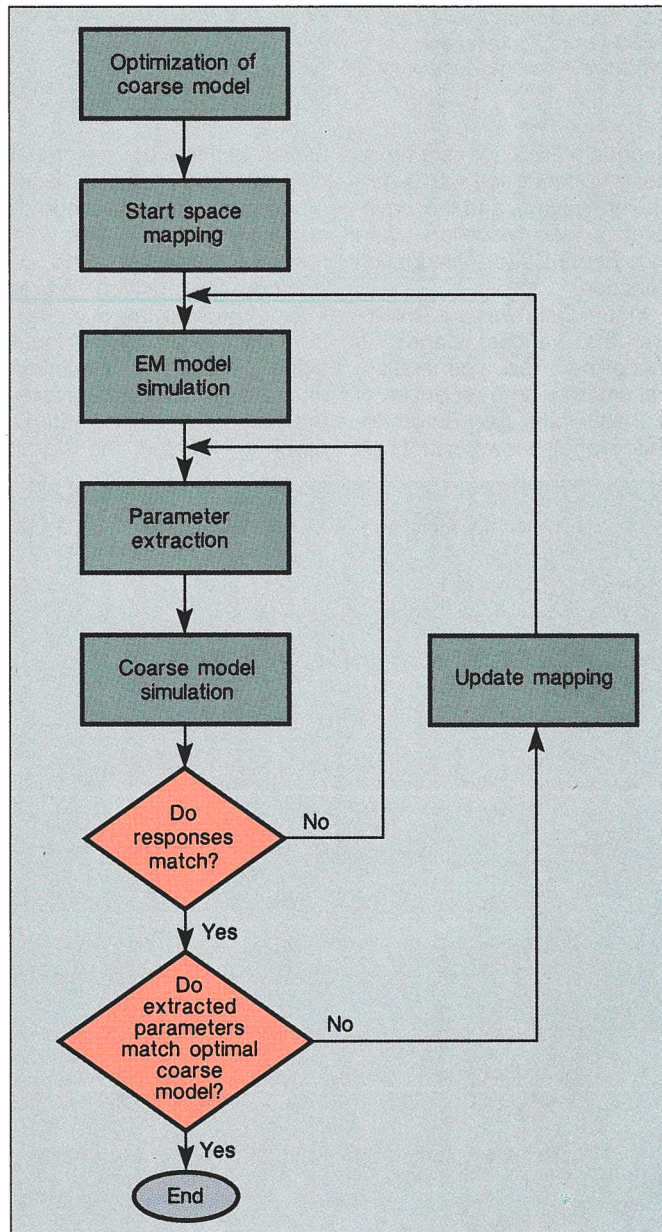 Optimization of
coarse model
Start space
mapping
EM model
simulation
Parameter
extraction
Coarse model
simulation
Update mapping
Do
responses
match?
No
Yes
Do
extracted
parameters
match optimal
coarse
model?
No
Yes
End